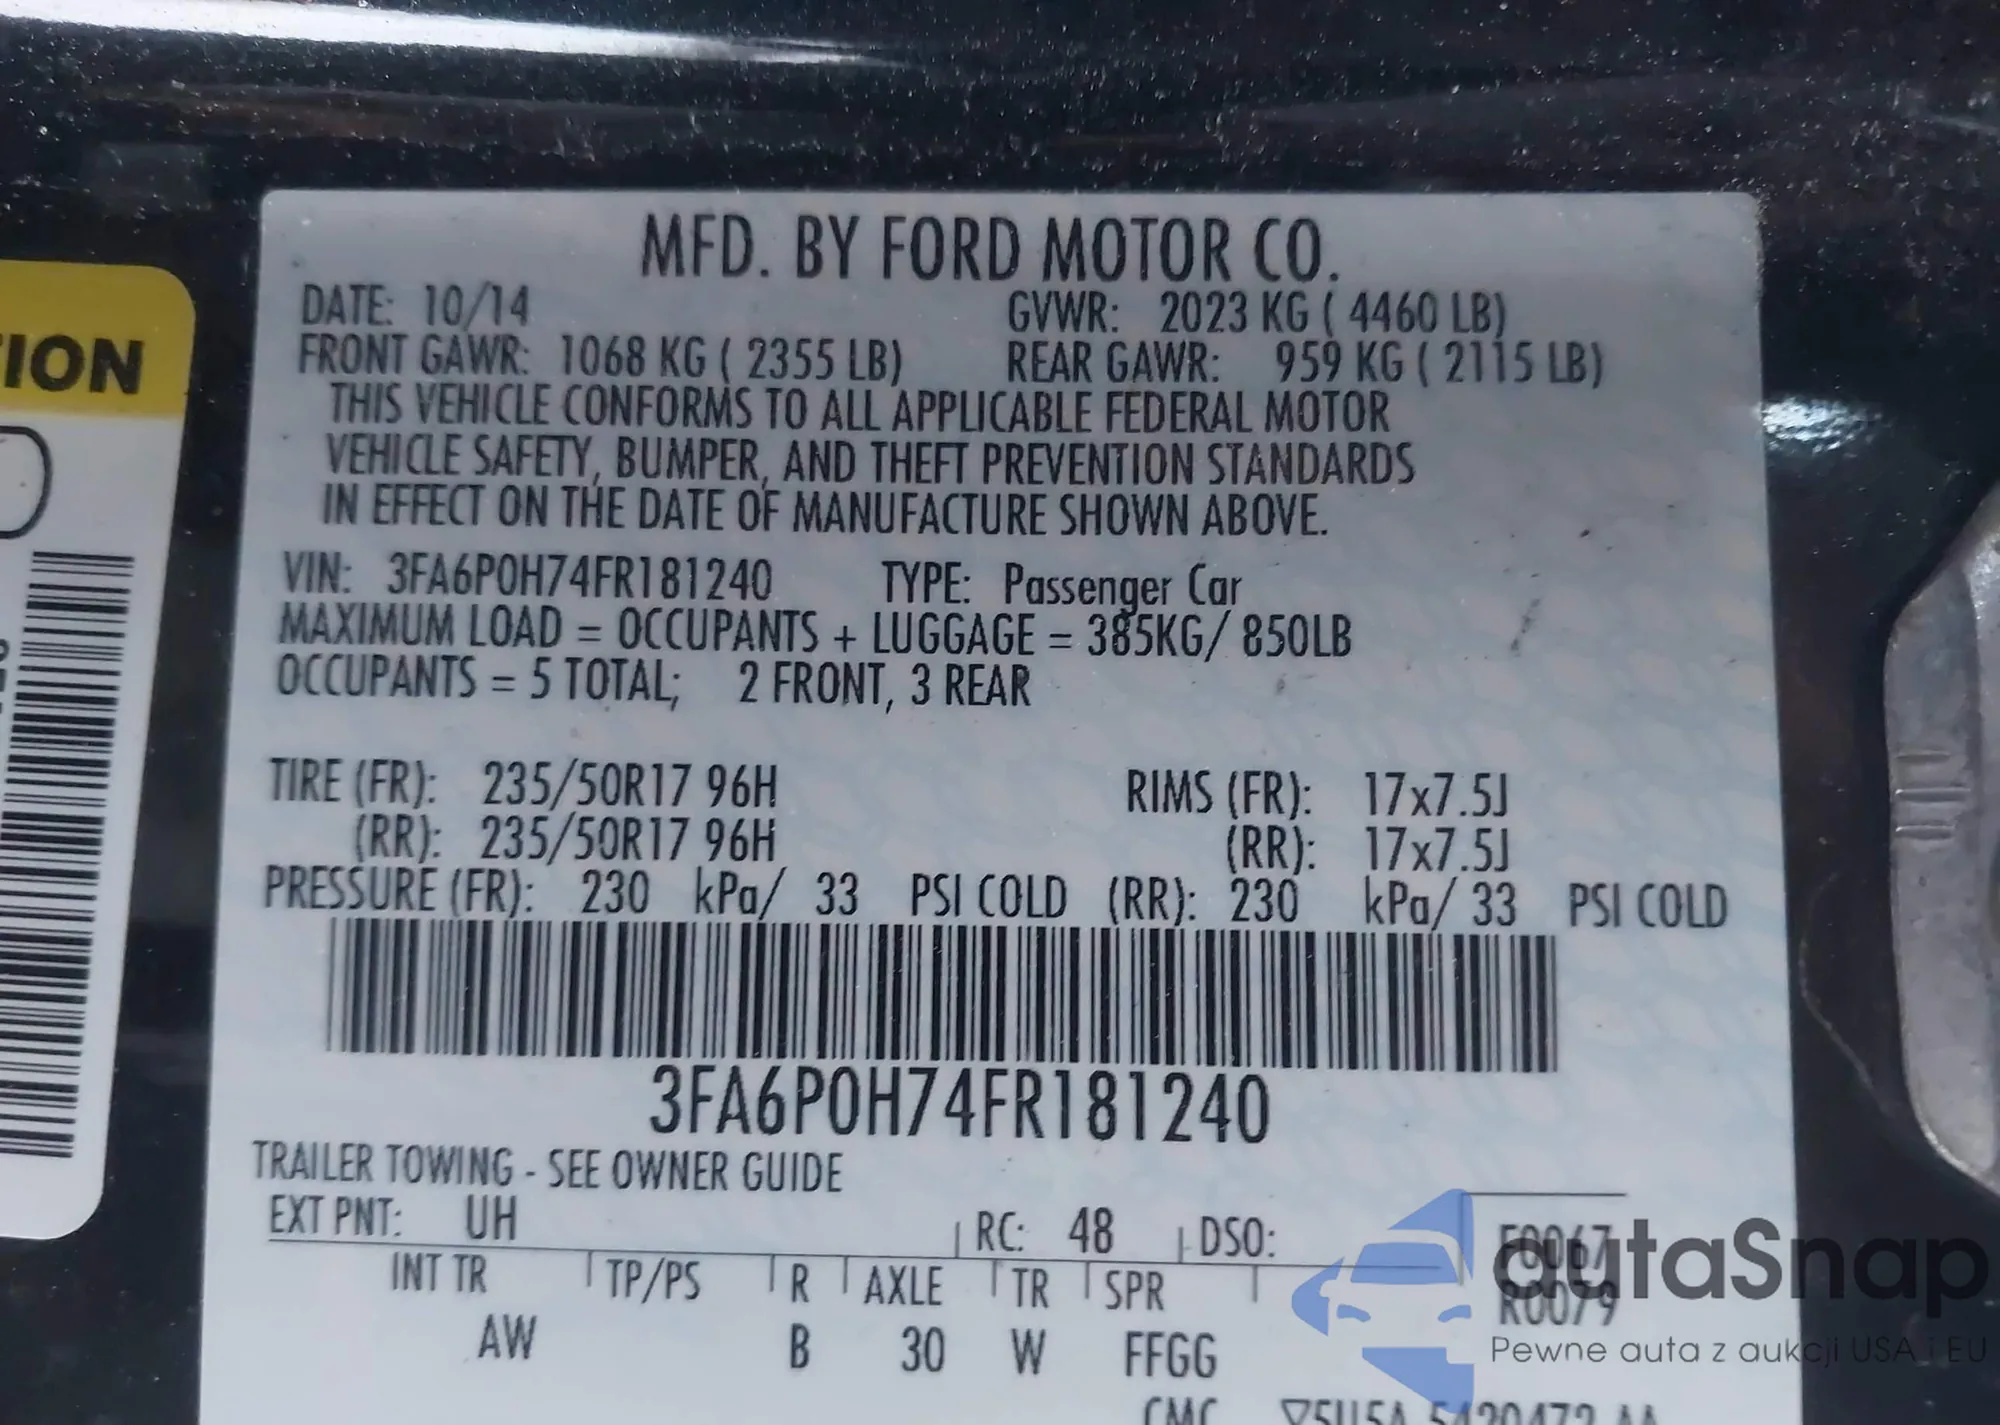 MFD. BY FORD MOTOR CO.
DATE: 10/14 GVWR: 2023 KG ( 4460 LB)
FRONT GAWR: 1068 KG ( 2355 LB) REAR GAWR: 959 KG ( 2115 LB)
THIS VEHICLE CONFORMS TO ALL APPLICABLE FEDERAL MOTOR
VEHICLE SAFETY, BUMPER, AND THEFT PREVENTION STANDARDS
IN EFFECT ON THE DATE OF MANUFACTURE SHOWN ABOVE.
VIN: 3FA6P0H74FR181240 TYPE: Passenger Car
MAXIMUM LOAD = OCCUPANTS + LUGGAGE = 385KG/ 850LB
OCCUPANTS = 5 TOTAL; 2 FRONT, 3 REAR
TIRE (FR): 235/50R17 96H RIMS (FR): 17x7.5J
(RR): 235/50R17 96H (RR): 17x7.5J
PRESSURE (FR): 230 kPa/ 33 PSI COLD (RR): 230 kPa/ 33 PSI COLD
3FA6P0H74FR181240
TRAILER TOWING - SEE OWNER GUIDE
EXT PNT: UH RC: 48 DSO: F0067
R0079
INT TR TP/PS R AXLE TR SPR
AW B 30 W FFGG
ION
autaSnap
Pewne auta z aukcji USA i EU